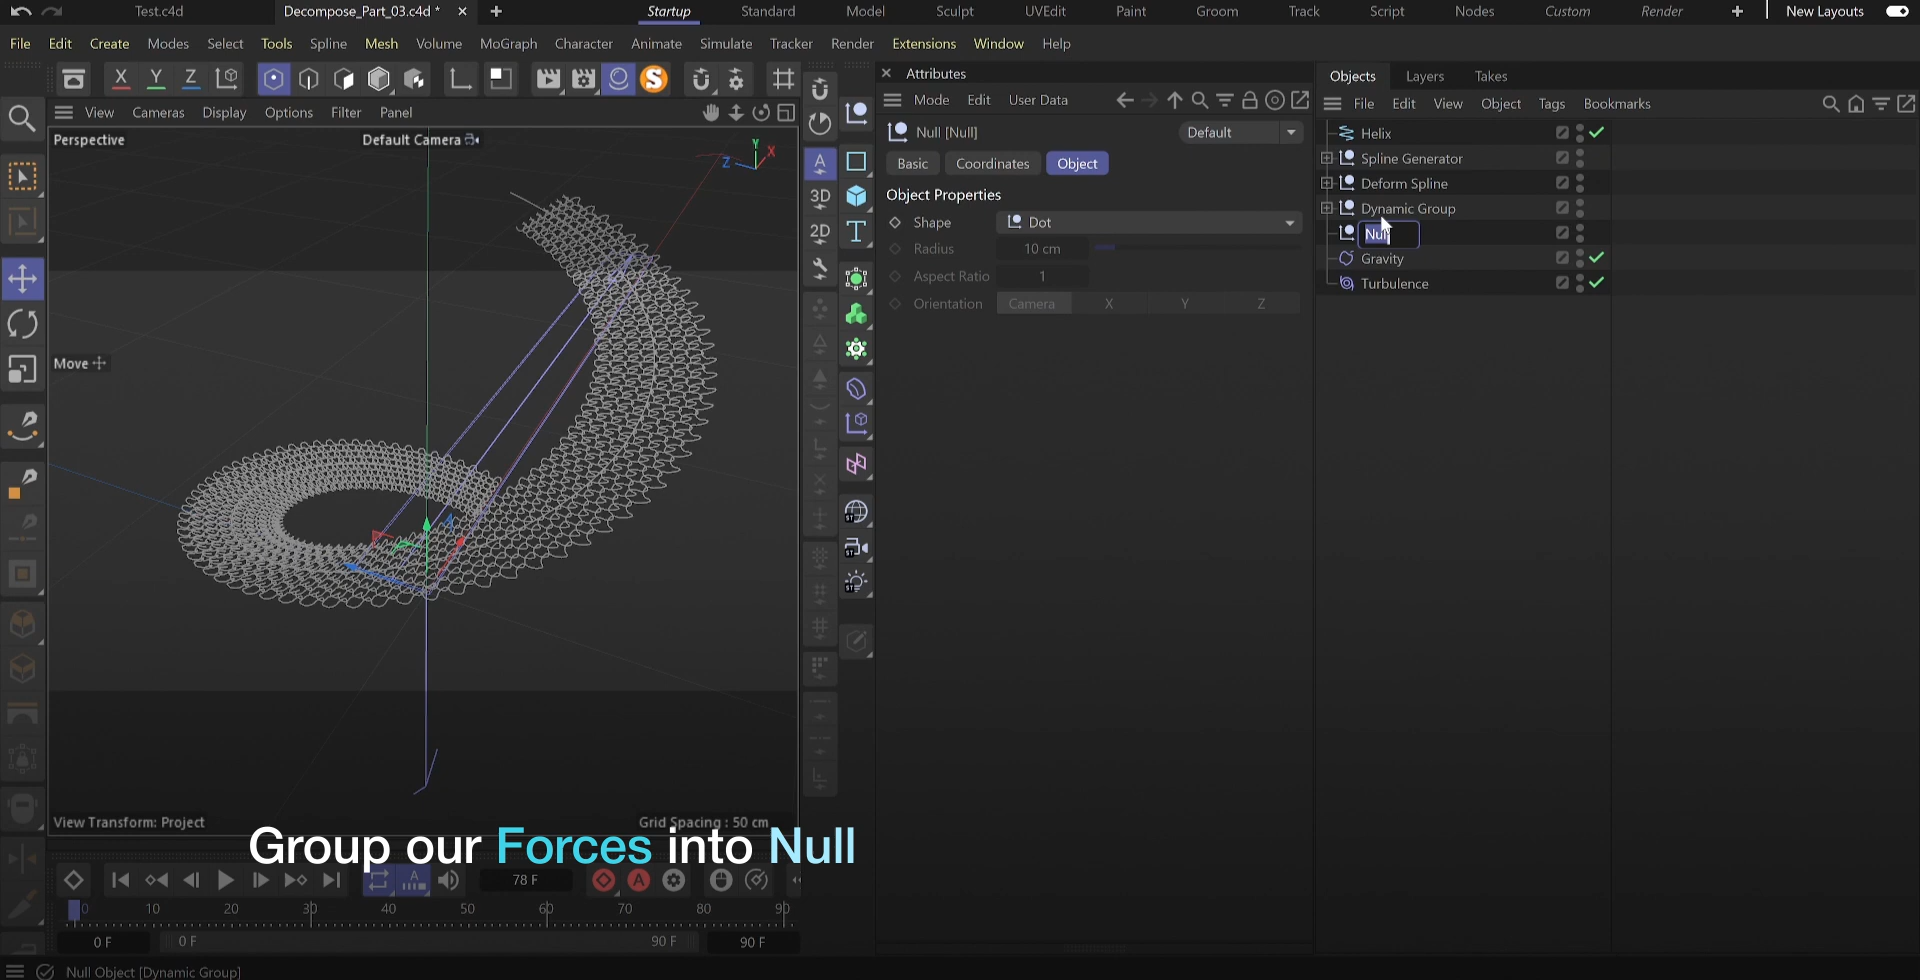 Test.c4d
Decompose_Part_03.c4d *
Startup
Standard
Model
Sculpt
UVEdit
Paint
Groom
Track
Script
Nodes
Custom
Render
New Layouts
File Edit Create Modes Select Tools Spline Mesh Volume MoGraph Character Animate Simulate Tracker Render Extensions Window Help
X Y Z
S
View Cameras Display Options Filter Panel
Perspective
Default Camera
Y
X
Z
Move
View Transform: Project
Grid Spacing : 50 cm
A
3D
2D
T
ST
ST
ST
Attributes
Mode Edit User Data
Null [Null]
Default
Basic
Coordinates
Object
Object Properties
Shape
Dot
Radius
10 cm
Aspect Ratio
1
Orientation
Camera
X
Y
Z
Objects
Layers
Takes
File Edit View Object Tags Bookmarks
Helix
Spline Generator
Deform Spline
Dynamic Group
Null
Gravity
Turbulence
Group our Forces into Null
A
78 F
A
0 10 20 30 40 50 60 70 80 90
0 F
0 F
90 F
90 F
Null Object [Dynamic Group]